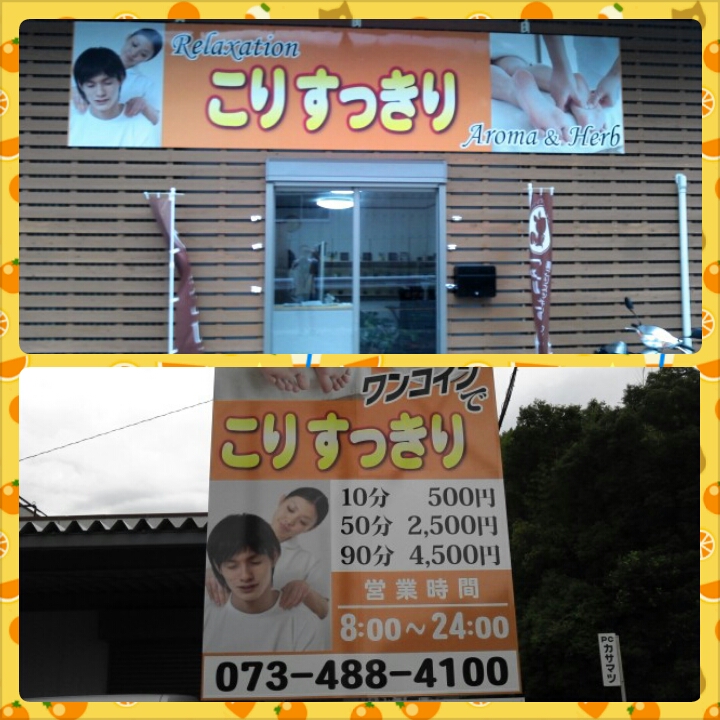 Relaxation
こりすっきり
Aroma & Herb
ワンコインで
こりすっきり
10分 500円
50分 2,500円
90分 4,500円
営業時間
8:00～24:00
073-488-4100
PC
カサマツ